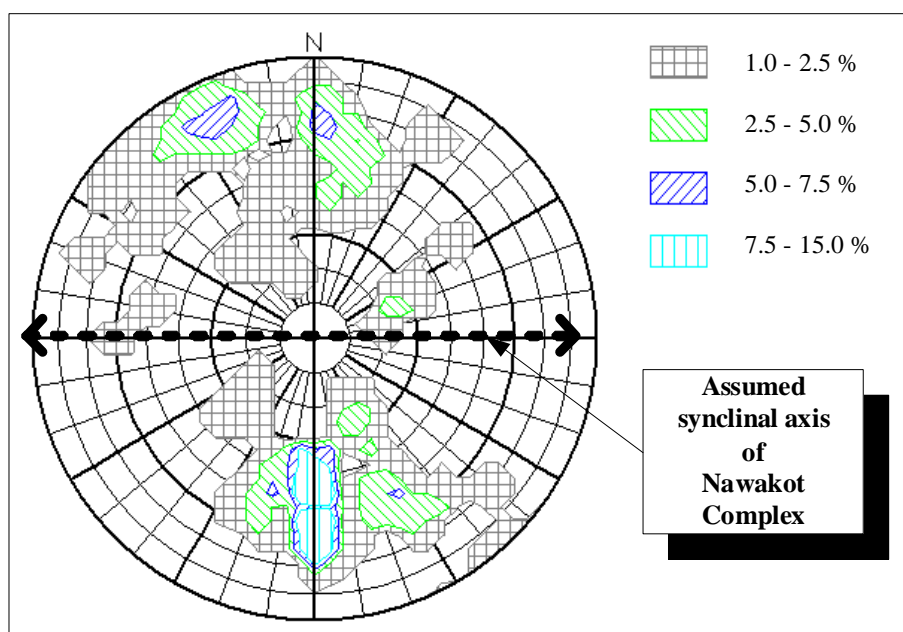 N
1.0 - 2.5 %
2.5 - 5.0 %
5.0 - 7.5 %
7.5 - 15.0 %
Assumed
synclinal axis
of
Nawakot
Complex